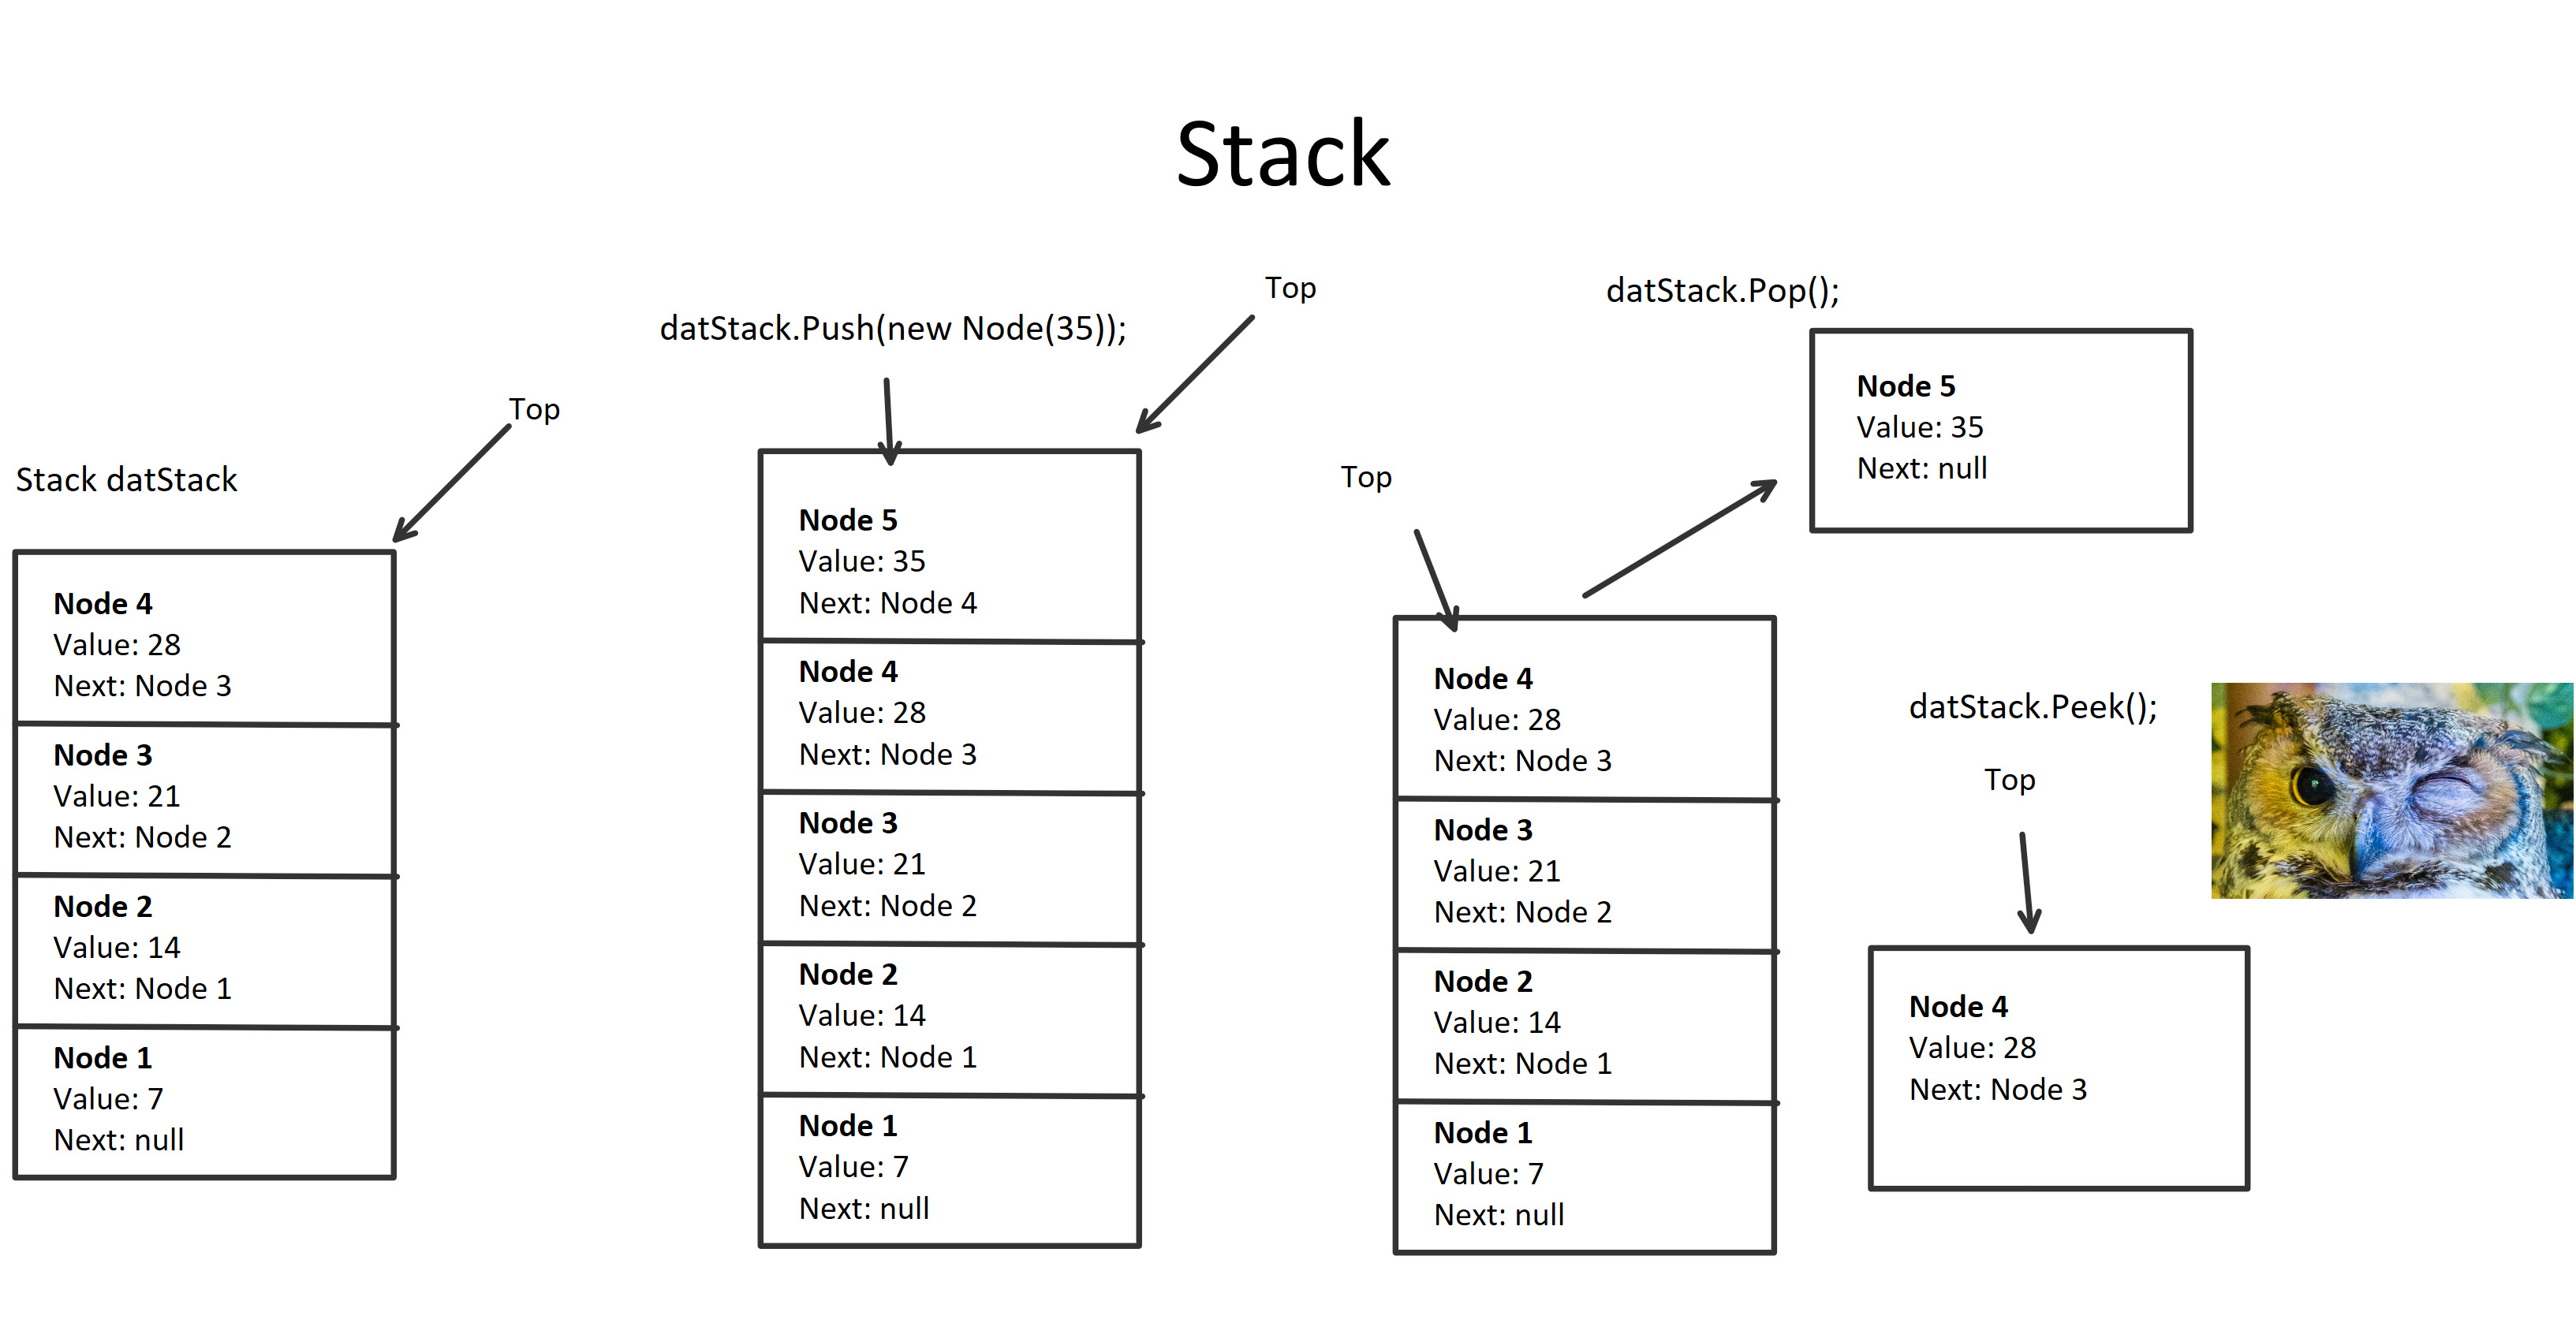 Stack
Stack datStack
Top
Node 4
Value: 28
Next: Node 3
Node 3
Value: 21
Next: Node 2
Node 2
Value: 14
Next: Node 1
Node 1
Value: 7
Next: null
datStack.Push(new Node(35));
Top
Node 5
Value: 35
Next: Node 4
Node 4
Value: 28
Next: Node 3
Node 3
Value: 21
Next: Node 2
Node 2
Value: 14
Next: Node 1
Node 1
Value: 7
Next: null
datStack.Pop();
Node 5
Value: 35
Next: null
Top
Node 4
Value: 28
Next: Node 3
Node 3
Value: 21
Next: Node 2
Node 2
Value: 14
Next: Node 1
Node 1
Value: 7
Next: null
datStack.Peek();
Top
Node 4
Value: 28
Next: Node 3